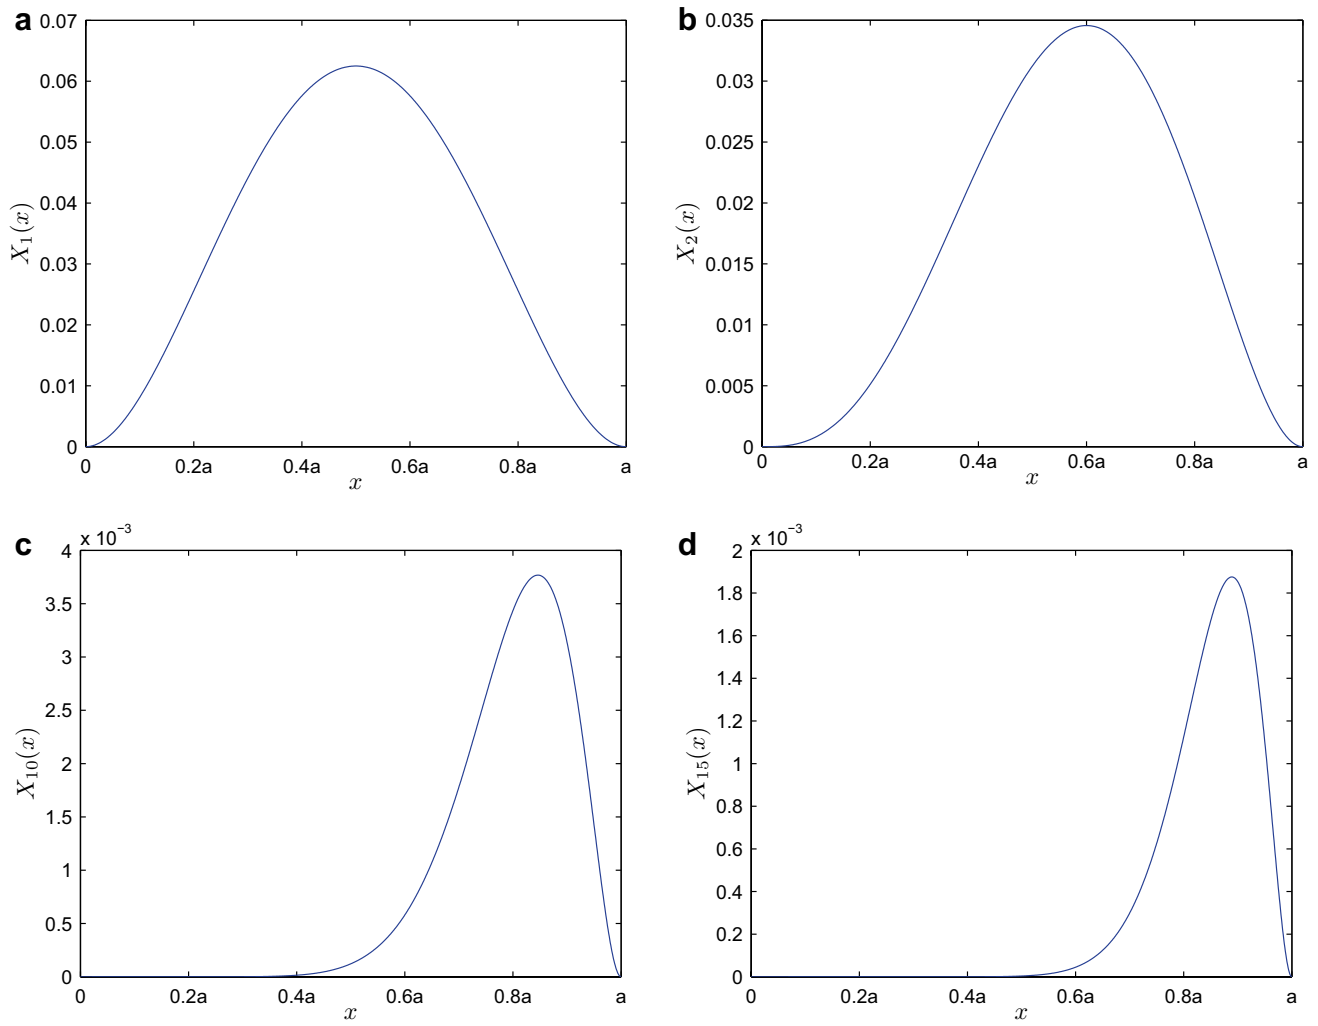 a
0.07
0.06
0.05
0.04
0.03
0.02
0.01
0
X₁(x)
0 0.2a 0.4a 0.6a 0.8a a
x
b
0.035
0.03
0.025
0.02
0.015
0.01
0.005
0
X₂(x)
0 0.2a 0.4a 0.6a 0.8a a
x
c
x 10⁻³
4
3.5
3
2.5
2
1.5
1
0.5
0
X₁₀(x)
0 0.2a 0.4a 0.6a 0.8a a
x
d
x 10⁻³
2
1.8
1.6
1.4
1.2
1
0.8
0.6
0.4
0.2
0
X₁₅(x)
0 0.2a 0.4a 0.6a 0.8a a
x